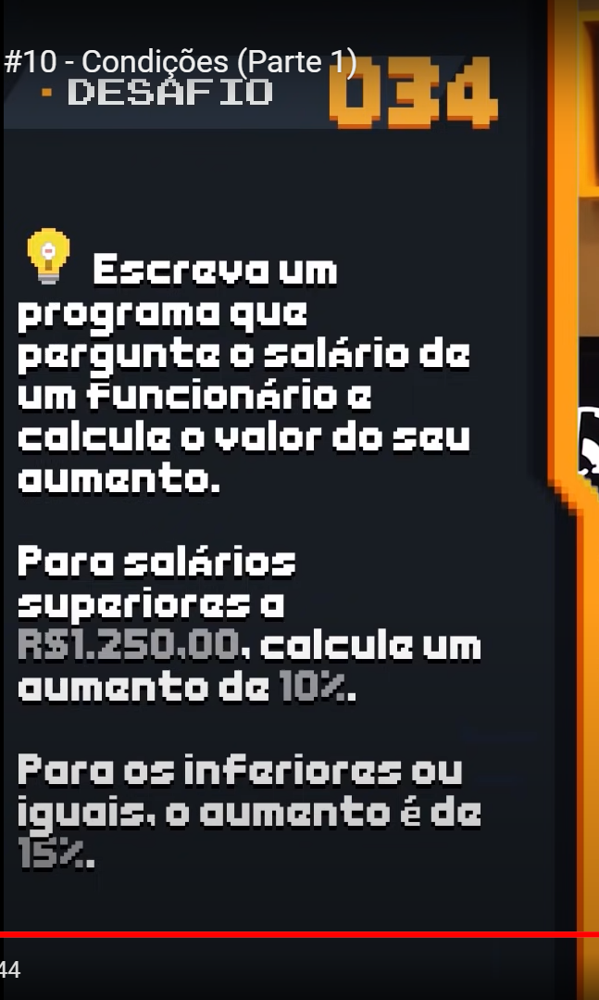 #10 - Condições (Parte 1)
DESAFIO 034
Escreva um
programa que
pergunte o salário de
um funcionário e
calcule o valor do seu
aumento.
Para salários
superiores a
R$1.250,00, calcule um
aumento de 10%.
Para os inferiores ou
iguais, o aumento é de
15%.
44